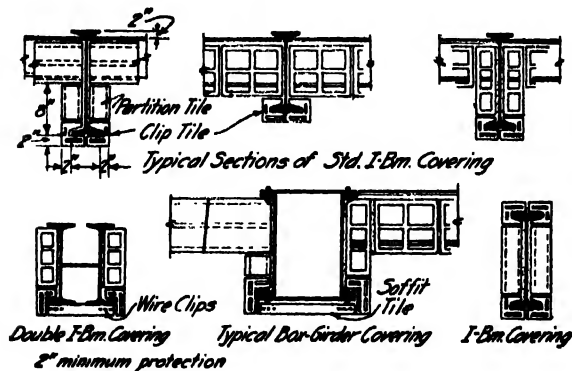 2"
8"
Partition Tile
Clip Tile
2"
2" 2"
Typical Sections of Std. I-Bm. Covering
Soffit
Tile
Wire Clips
Double I-Bm. Covering
Typical Box-Girder Covering
I-Bm. Covering
2" minimum protection